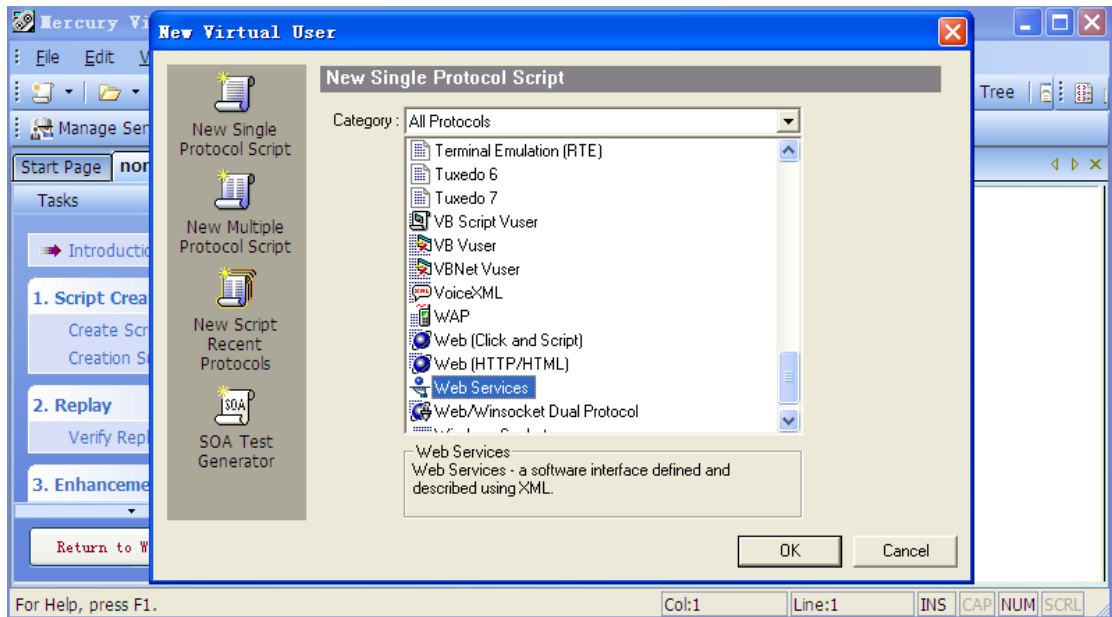 Mercury Vi
File Edit V
Manage Ser
Start Page nor
Tasks
Introductio
1. Script Crea
Create Scr
Creation Su
2. Replay
Verify Repl
3. Enhanceme
Return to W
New Virtual User
New Single
Protocol Script
New Multiple
Protocol Script
New Script
Recent
Protocols
SOA
SOA Test
Generator
New Single Protocol Script
Category : All Protocols
Terminal Emulation (RTE)
Tuxedo 6
Tuxedo 7
VB Script Vuser
VB Vuser
VBNet Vuser
VoiceXML
WAP
Web (Click and Script)
Web (HTTP/HTML)
Web Services
Web/Winsocket Dual Protocol
Web Services
Web Services - a software interface defined and
described using XML.
OK Cancel
Tree
For Help, press F1.
Col:1 Line:1 INS CAP NUM SCRL